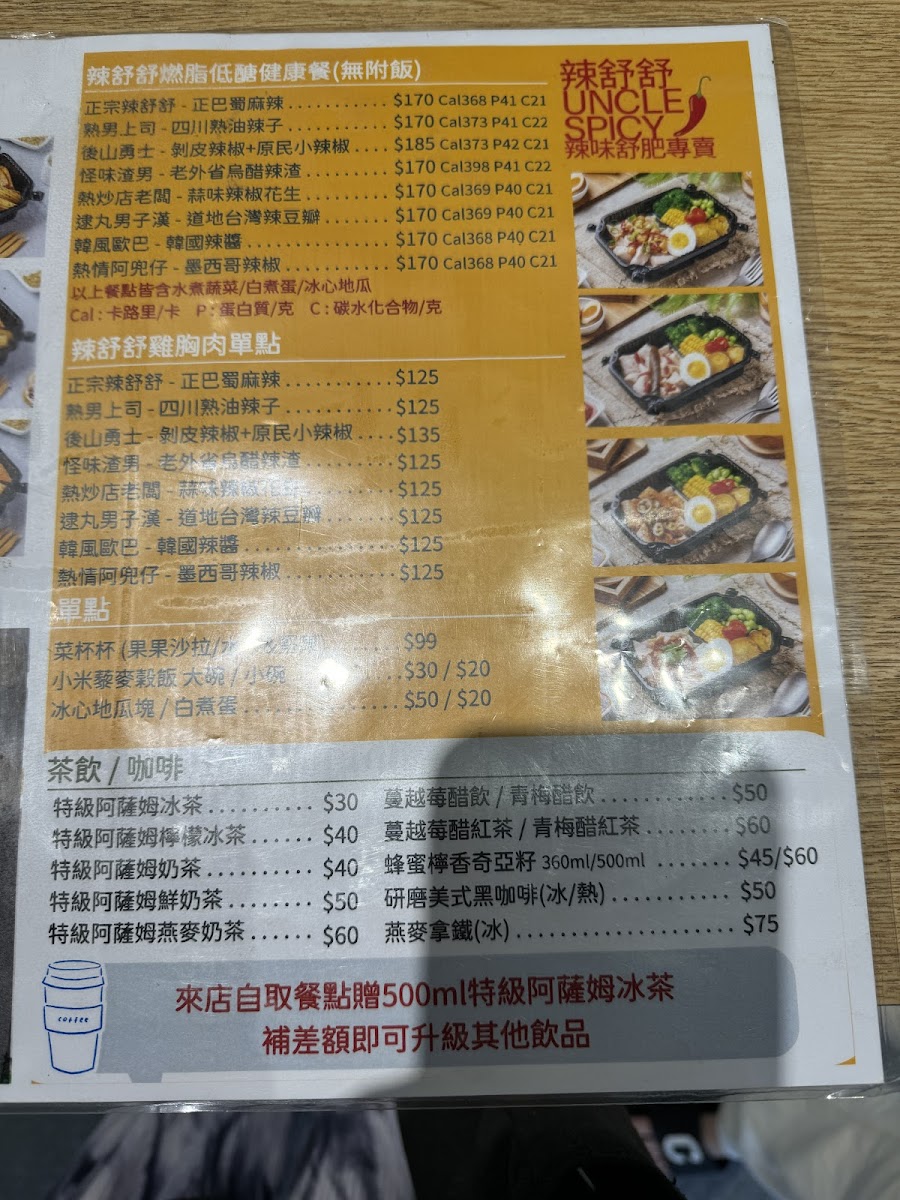 辣舒舒燃脂低醣健康餐(無附飯)
正宗辣舒舒 - 正巴蜀麻辣 ........... $170 Cal368 P41 C21
熟男上司 - 四川熟油辣子 ........... $170 Cal373 P41 C22
後山勇士 - 剝皮辣椒+原民小辣椒 .... $185 Cal373 P42 C21
怪味渣男 - 老外省烏醋辣渣 ......... $170 Cal398 P41 C22
熱炒店老闆 - 蒜味辣椒花生 ......... $170 Cal369 P40 C21
逮丸男子漢 - 道地台灣辣豆瓣 ....... $170 Cal369 P40 C21
韓風歐巴 - 韓國辣醬 ............... $170 Cal368 P40 C21
熱情阿兜仔 - 墨西哥辣椒 ........... $170 Cal368 P40 C21
以上餐點皆含水煮蔬菜/白煮蛋/冰心地瓜
Cal : 卡路里/卡 P : 蛋白質/克 C : 碳水化合物/克
辣舒舒
UNCLE
SPICY
辣味舒肥專賣
辣舒舒雞胸肉單點
正宗辣舒舒 - 正巴蜀麻辣 ........... $125
熟男上司 - 四川熟油辣子 ........... $125
後山勇士 - 剝皮辣椒+原民小辣椒 .... $135
怪味渣男 - 老外省烏醋辣渣 ......... $125
熱炒店老闆 - 蒜味辣椒花生 ......... $125
逮丸男子漢 - 道地台灣辣豆瓣 ....... $125
韓風歐巴 - 韓國辣醬 ............... $125
熱情阿兜仔 - 墨西哥辣椒 ........... $125
單點
菜杯杯 (果果沙拉/水 ........ $99
小米藜麥穀飯 大碗 / 小碗 ........... $30 / $20
冰心地瓜塊 / 白煮蛋 ............... $50 / $20
茶飲 / 咖啡
特級阿薩姆冰茶 .......... $30
特級阿薩姆檸檬冰茶 ...... $40
特級阿薩姆奶茶 .......... $40
特級阿薩姆鮮奶茶 ........ $50
特級阿薩姆燕麥奶茶 ...... $60
蔓越莓醋飲 / 青梅醋飲 ............ $50
蔓越莓醋紅茶 / 青梅醋紅茶 ........ $60
蜂蜜檸香奇亞籽 360ml/500ml ....... $45/$60
研磨美式黑咖啡(冰/熱) ........... $50
燕麥拿鐵(冰) .................... $75
coffee
來店自取餐點贈500ml特級阿薩姆冰茶
補差額即可升級其他飲品